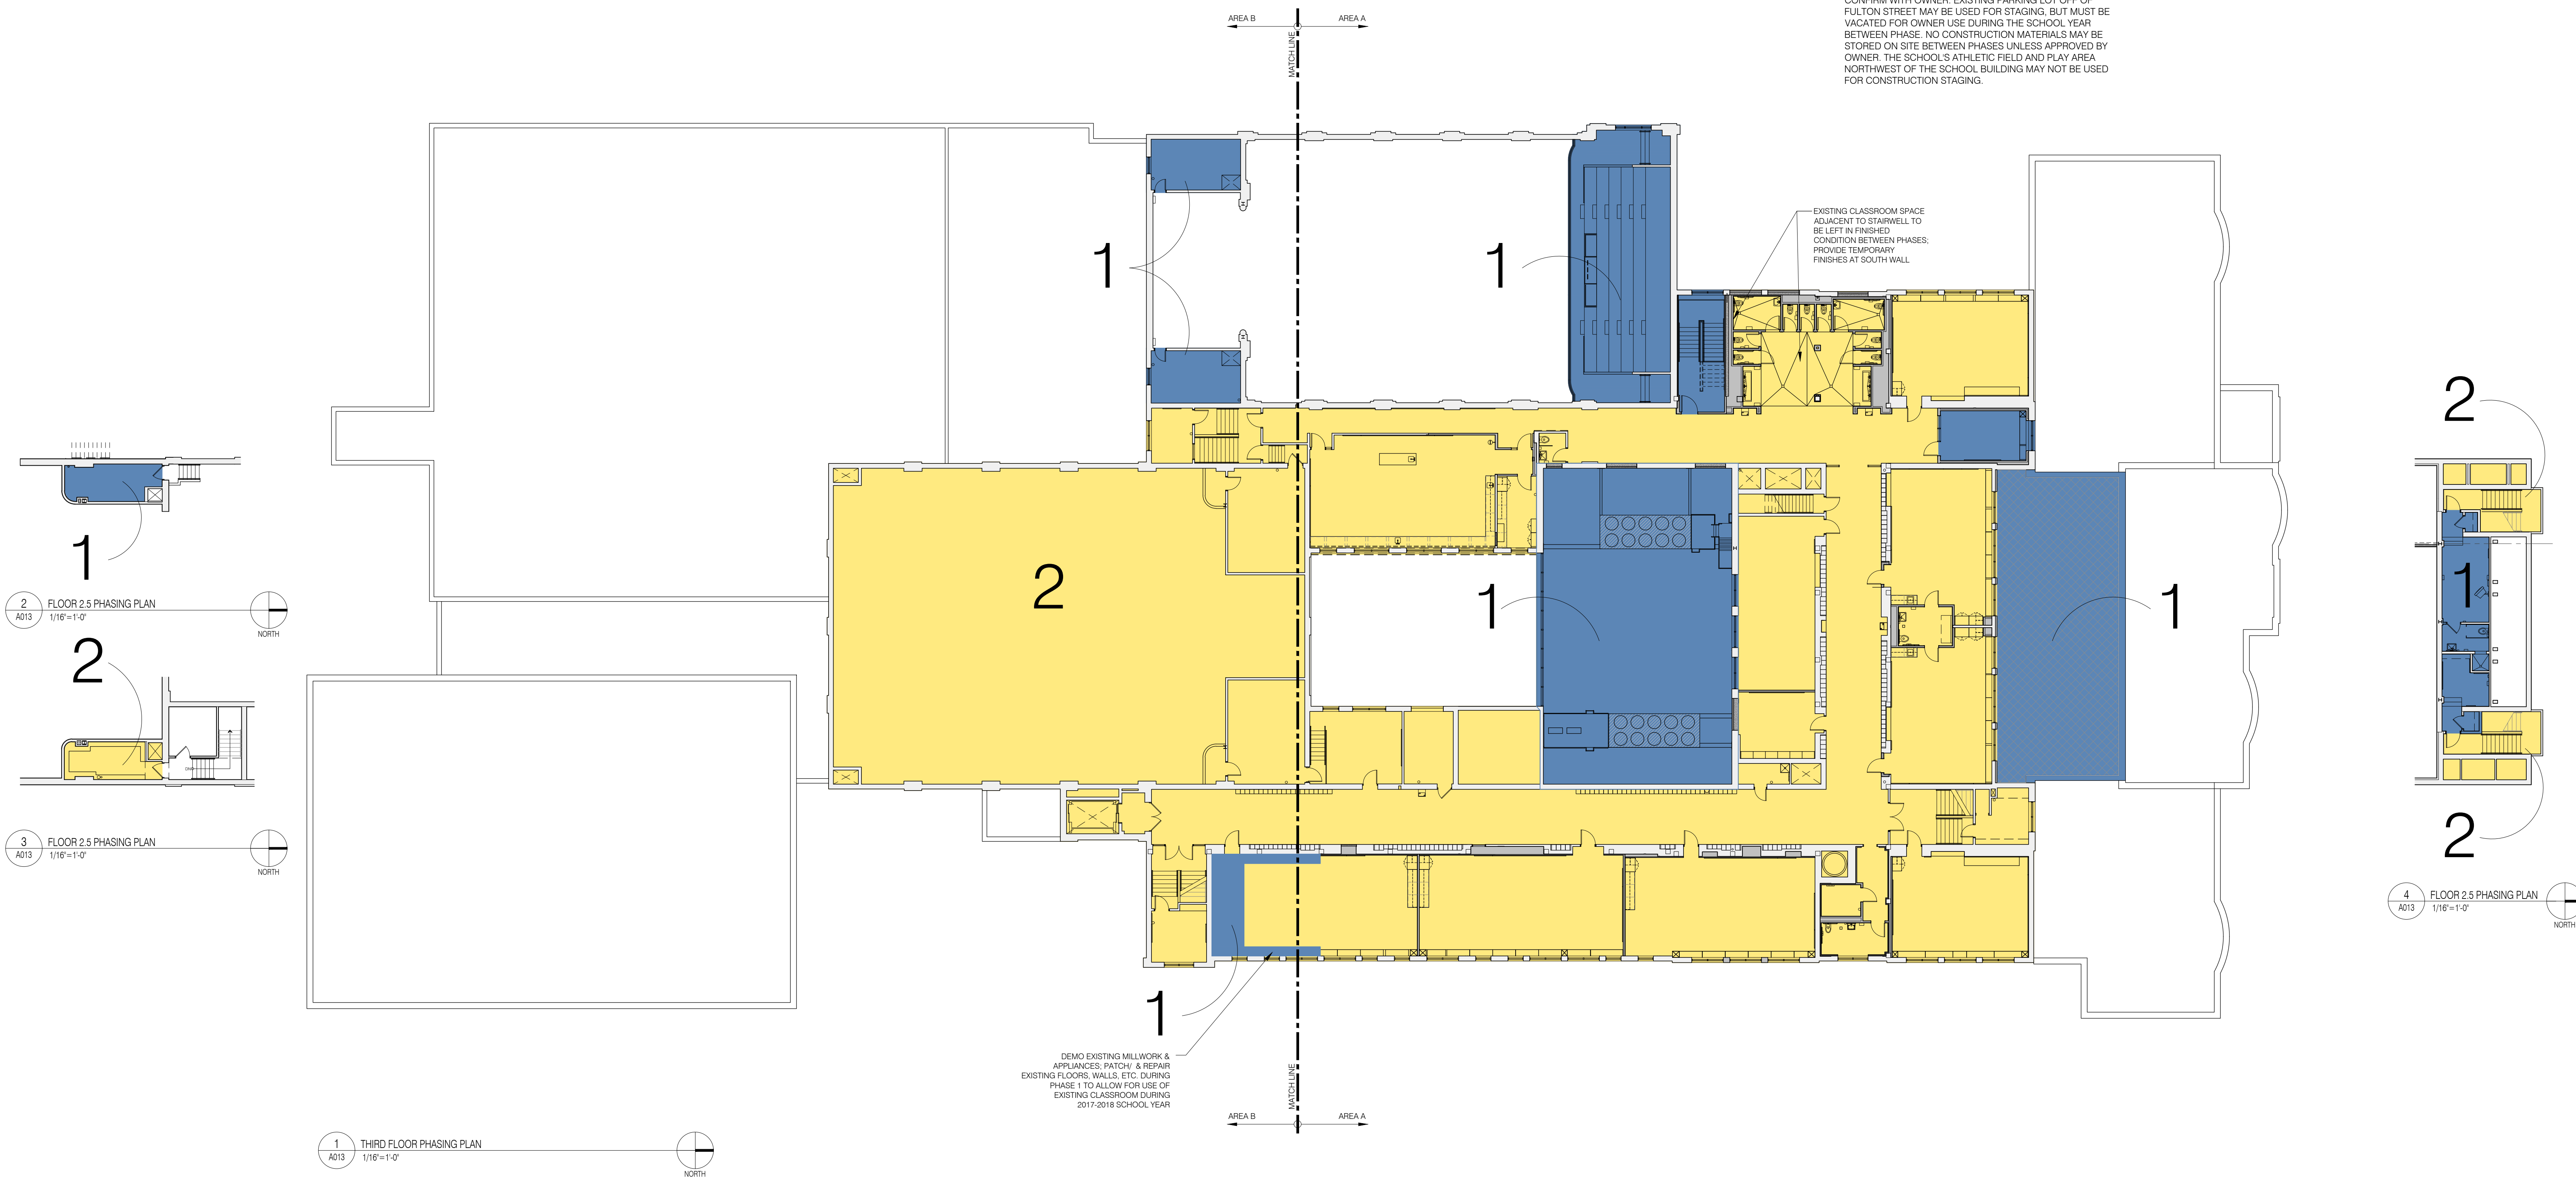 AREA B
AREA A
MATCH LINE
CONFIRM WITH OWNER. EXISTING PARKING LOT OFF OF
FULTON STREET MAY BE USED FOR STAGING, BUT MUST BE
VACATED FOR OWNER USE DURING THE SCHOOL YEAR
BETWEEN PHASE. NO CONSTRUCTION MATERIALS MAY BE
STORED ON SITE BETWEEN PHASES UNLESS APPROVED BY
OWNER. THE SCHOOL'S ATHLETIC FIELD AND PLAY AREA
NORTHWEST OF THE SCHOOL BUILDING MAY NOT BE USED
FOR CONSTRUCTION STAGING.
EXISTING CLASSROOM SPACE
ADJACENT TO STAIRWELL TO
BE LEFT IN FINISHED
CONDITION BETWEEN PHASES;
PROVIDE TEMPORARY
FINISHES AT SOUTH WALL
1
1
2
1
1
1
DEMO EXISTING MILLWORK &
APPLIANCES; PATCH/ & REPAIR
EXISTING FLOORS, WALLS, ETC. DURING
PHASE 1 TO ALLOW FOR USE OF
EXISTING CLASSROOM DURING
2017-2018 SCHOOL YEAR
MATCH LINE
AREA B
AREA A
1
A013
THIRD FLOOR PHASING PLAN
1/16"=1'-0"
NORTH
1
2
A013
FLOOR 2.5 PHASING PLAN
1/16"=1'-0"
NORTH
2
3
A013
FLOOR 2.5 PHASING PLAN
1/16"=1'-0"
NORTH
2
1
2
4
A013
FLOOR 2.5 PHASING PLAN
1/16"=1'-0"
NORTH